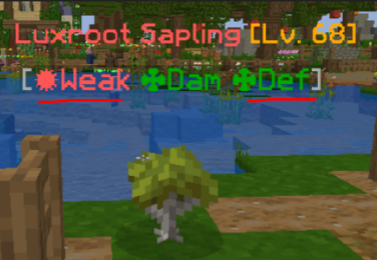 Luxroot Sapling [Lv. 68]
[✹Weak ✤Dam ✤Def]